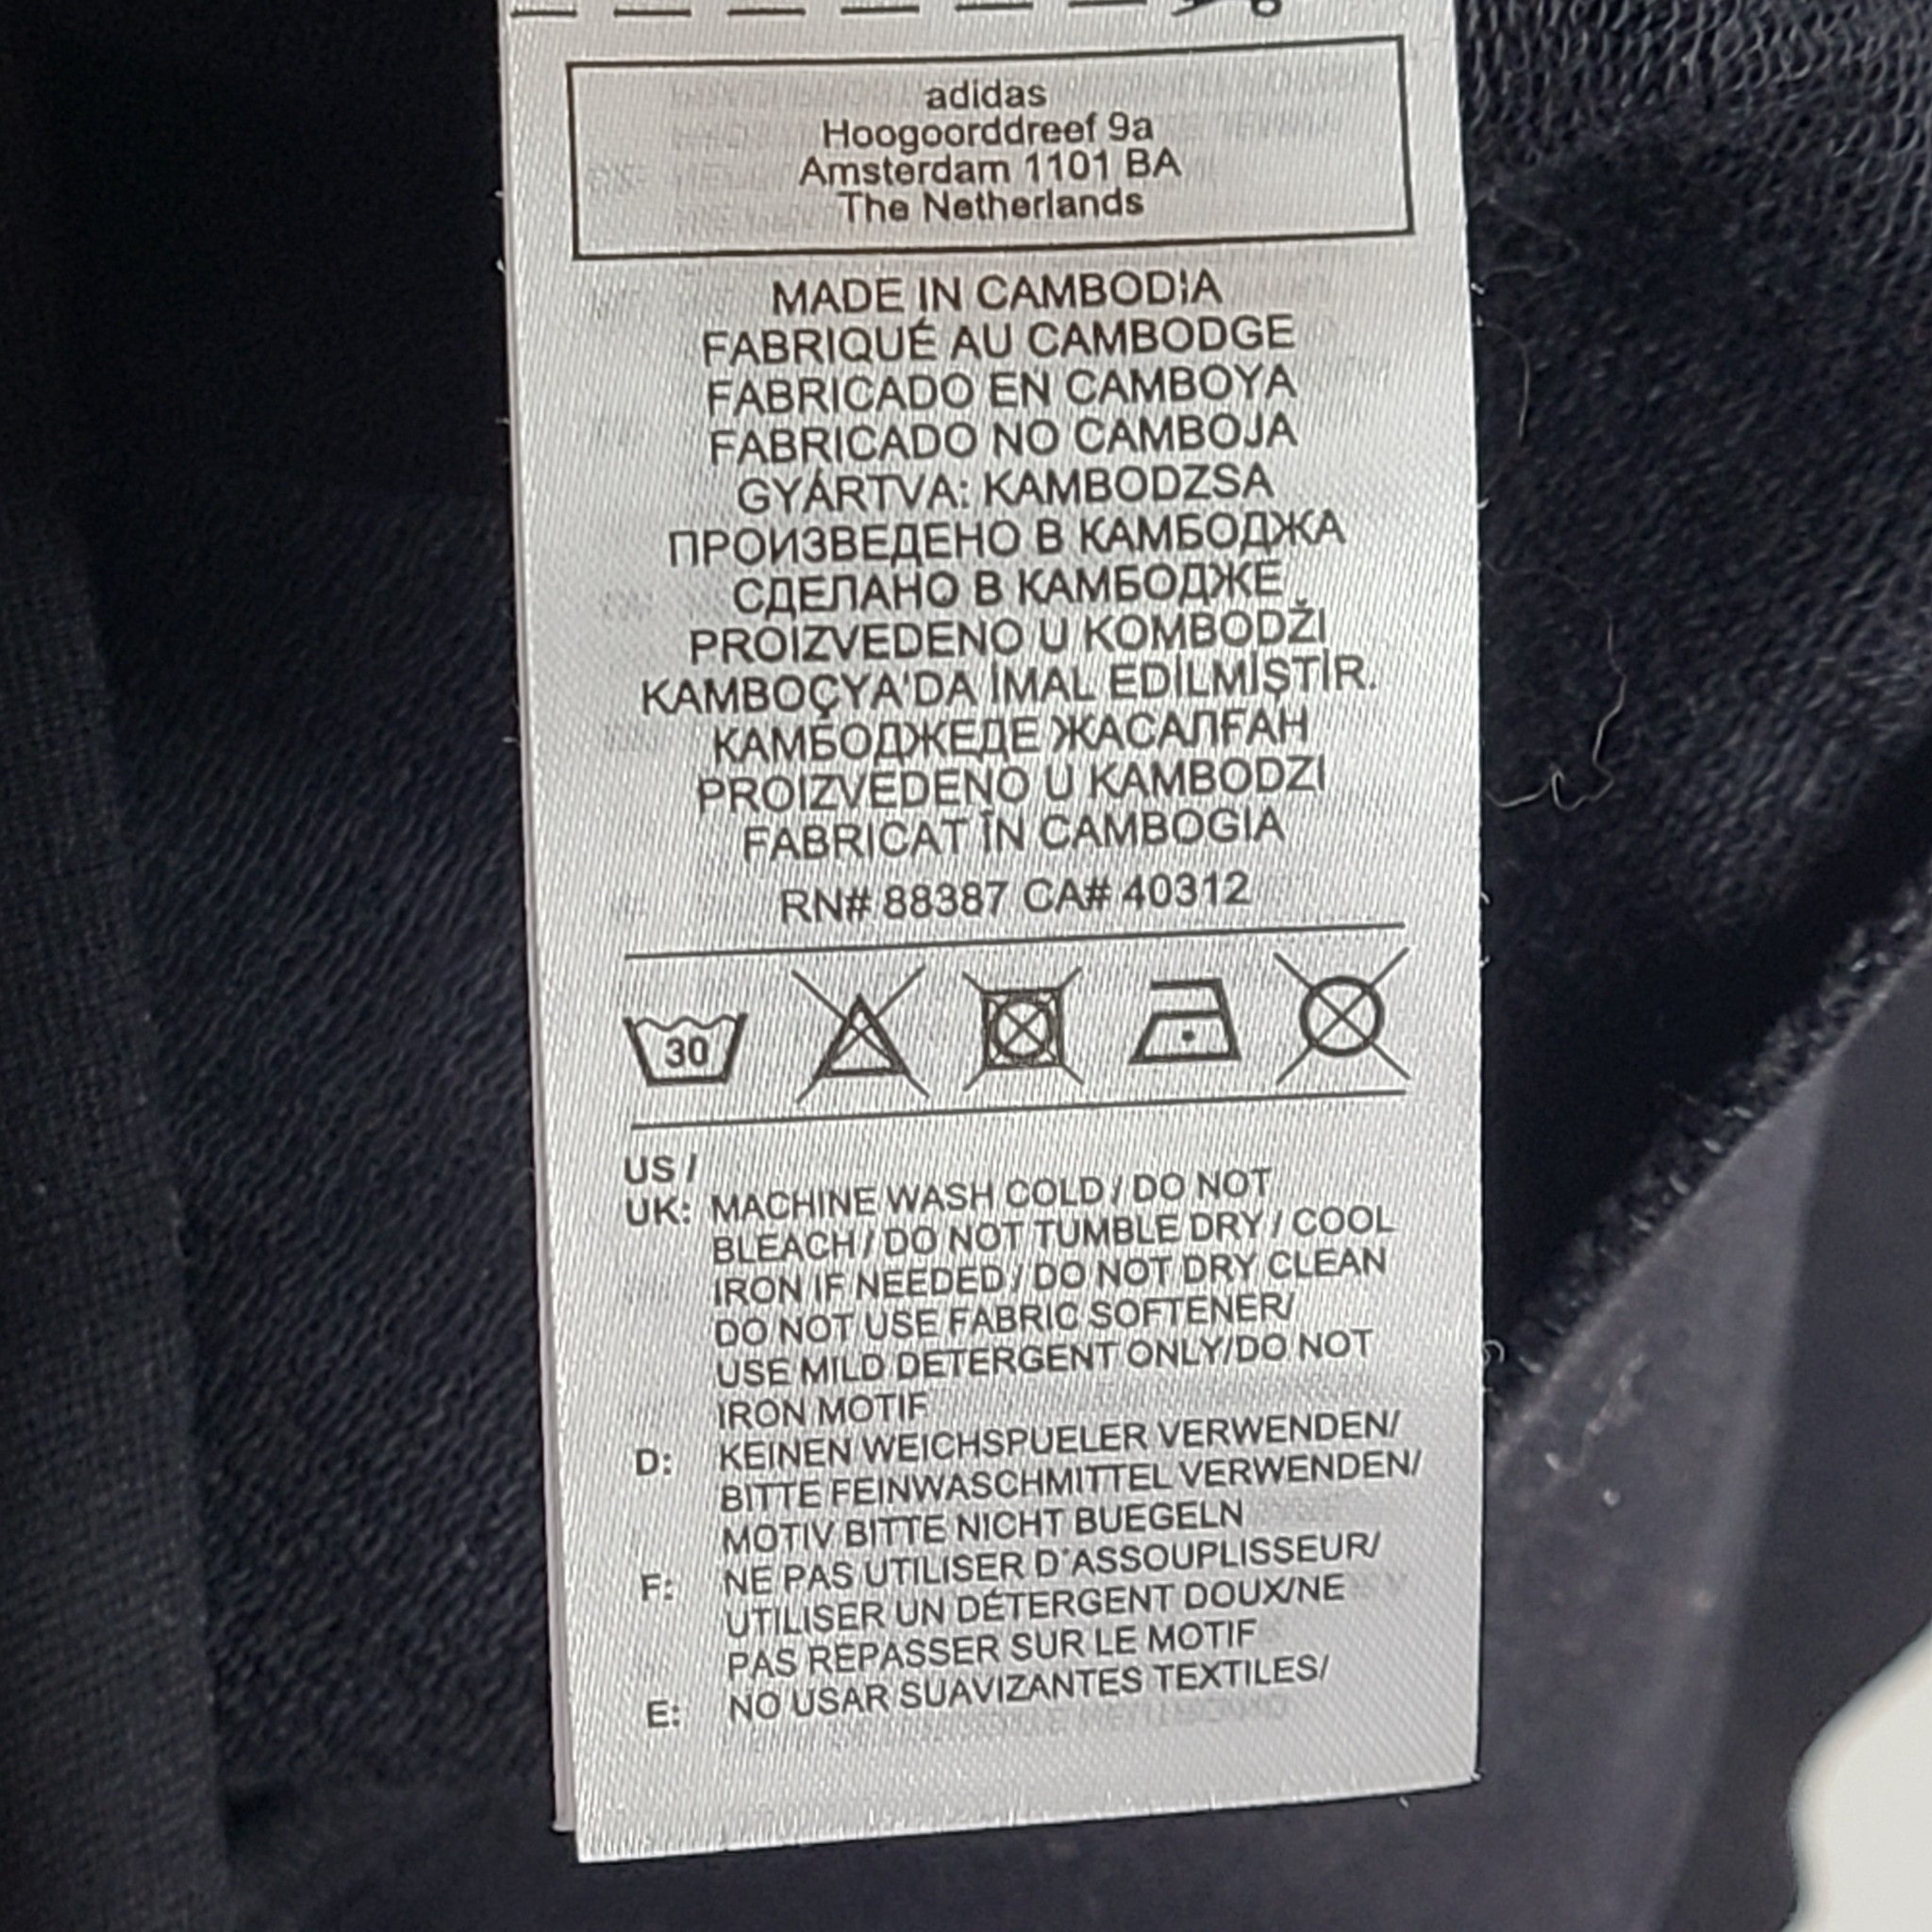 adidas
Hoogoorddreef 9a
Amsterdam 1101 BA
The Netherlands
MADE IN CAMBODIA
FABRIQUÉ AU CAMBODGE
FABRICADO EN CAMBOYA
FABRICADO NO CAMBOJA
GYÁRTVA: KAMBODZSA
ПРОИЗВЕДЕНО В КАМБОДЖА
СДЕЛАНО В КАМБОДЖЕ
PROIZVEDENO U KOMBODŽI
KAMBOÇYA'DA İMAL EDİLMİŞTİR.
КАМБОДЖЕДЕ ЖАСАЛҒАН
PROIZVEDENO U KAMBODZI
FABRICAT ÎN CAMBOGIA
RN# 88387 CA# 40312
30
US /
UK: MACHINE WASH COLD / DO NOT
BLEACH / DO NOT TUMBLE DRY / COOL
IRON IF NEEDED / DO NOT DRY CLEAN
DO NOT USE FABRIC SOFTENER/
USE MILD DETERGENT ONLY/DO NOT
IRON MOTIF
D: KEINEN WEICHSPUELER VERWENDEN/
BITTE FEINWASCHMITTEL VERWENDEN/
MOTIV BITTE NICHT BUEGELN
F: NE PAS UTILISER D'ASSOUPLISSEUR/
UTILISER UN DÉTERGENT DOUX/NE
PAS REPASSER SUR LE MOTIF
E: NO USAR SUAVIZANTES TEXTILES/